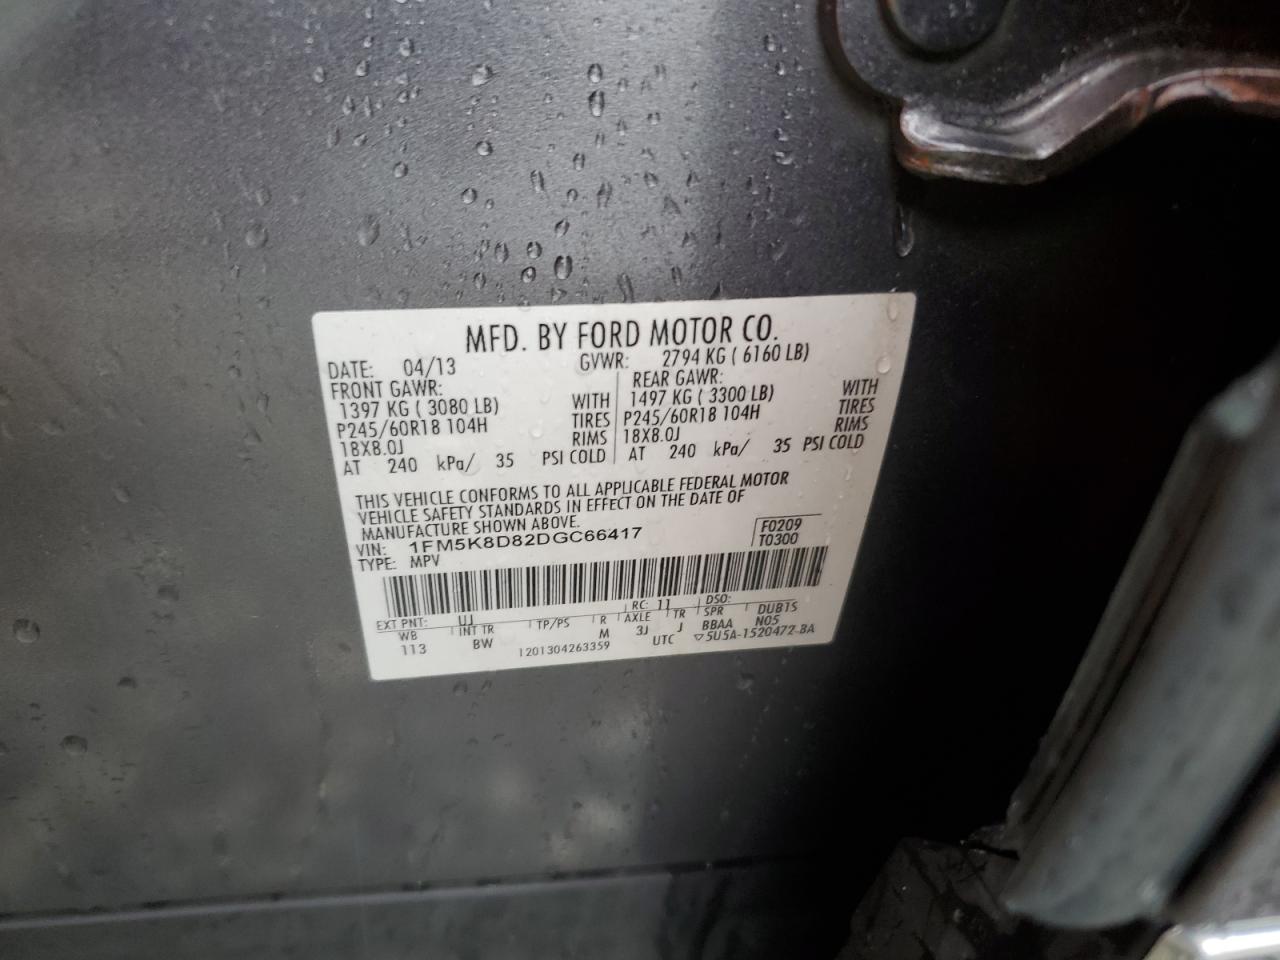 MFD. BY FORD MOTOR CO.
DATE: 04/13 GVWR: 2794 KG ( 6160 LB)
FRONT GAWR: REAR GAWR:
1397 KG ( 3080 LB) WITH 1497 KG ( 3300 LB) WITH
P245/60R18 104H TIRES P245/60R18 104H TIRES
18X8.0J RIMS 18X8.0J RIMS
AT 240 kPa/ 35 PSI COLD AT 240 kPa/ 35 PSI COLD
THIS VEHICLE CONFORMS TO ALL APPLICABLE FEDERAL MOTOR
VEHICLE SAFETY STANDARDS IN EFFECT ON THE DATE OF
MANUFACTURE SHOWN ABOVE.
VIN: 1FM5K8D82DGC66417 F0209
TYPE: MPV T0300
EXT PNT: UJ RC: 11 DSO:
WB INT TR TP/PS R AXLE TR SPR DUB1S
113 BW M 3J J BBAA N05
1201304263359 UTC ▽5U5A-1520472-BA